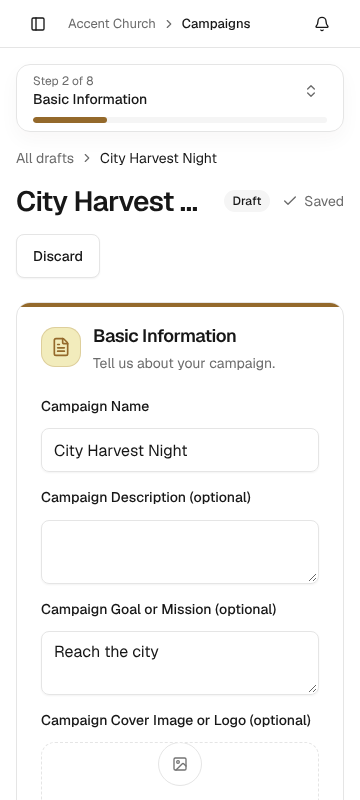 Accent Church > Campaigns
Step 2 of 8
Basic Information
All drafts > City Harvest Night
City Harvest ...
Draft
Saved
Discard
Basic Information
Tell us about your campaign.
Campaign Name
City Harvest Night
Campaign Description (optional)
Campaign Goal or Mission (optional)
Reach the city
Campaign Cover Image or Logo (optional)